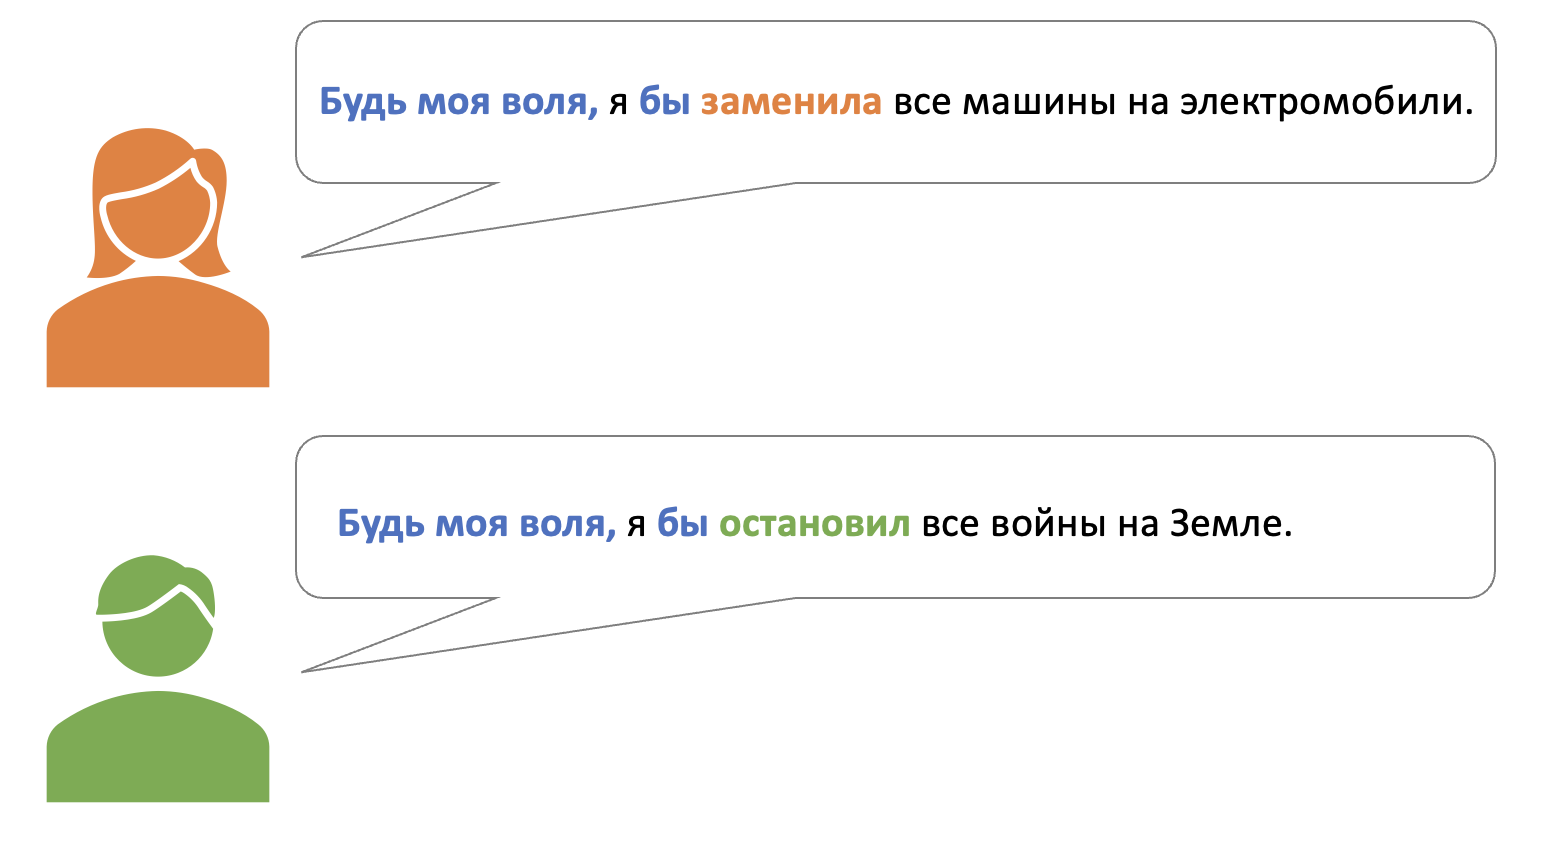 Будь моя воля, я бы заменила все машины на электромобили.
Будь моя воля, я бы остановил все войны на Земле.